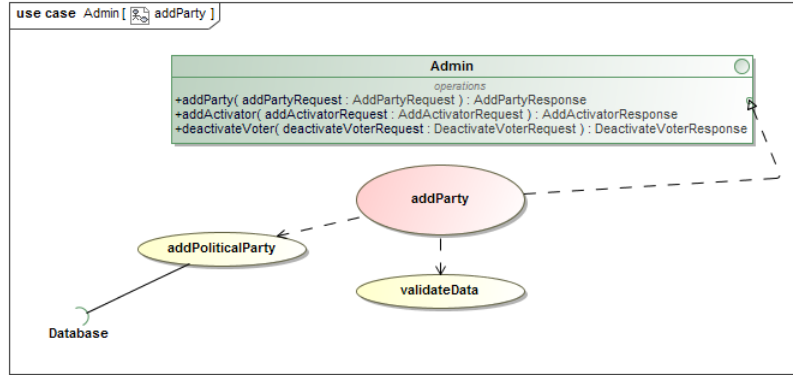 use case Admin [ addParty ]
Admin
operations
+addParty( addPartyRequest : AddPartyRequest ) : AddPartyResponse
+addActivator( addActivatorRequest : AddActivatorRequest ) : AddActivatorResponse
+deactivateVoter( deactivateVoterRequest : DeactivateVoterRequest ) : DeactivateVoterResponse
addParty
addPoliticalParty
validateData
Database